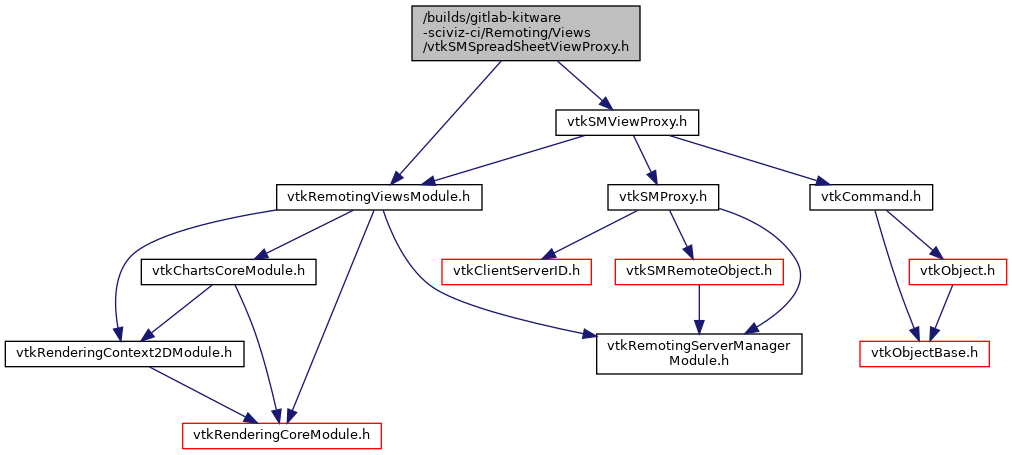 /builds/gitlab-kitware
-sciviz-ci/Remoting/Views
/vtkSMSpreadSheetViewProxy.h
vtkSMViewProxy.h
vtkRemotingViewsModule.h
vtkSMProxy.h
vtkCommand.h
vtkChartsCoreModule.h
vtkClientServerID.h
vtkSMRemoteObject.h
vtkObject.h
vtkRenderingContext2DModule.h
vtkRemotingServerManager
Module.h
vtkObjectBase.h
vtkRenderingCoreModule.h